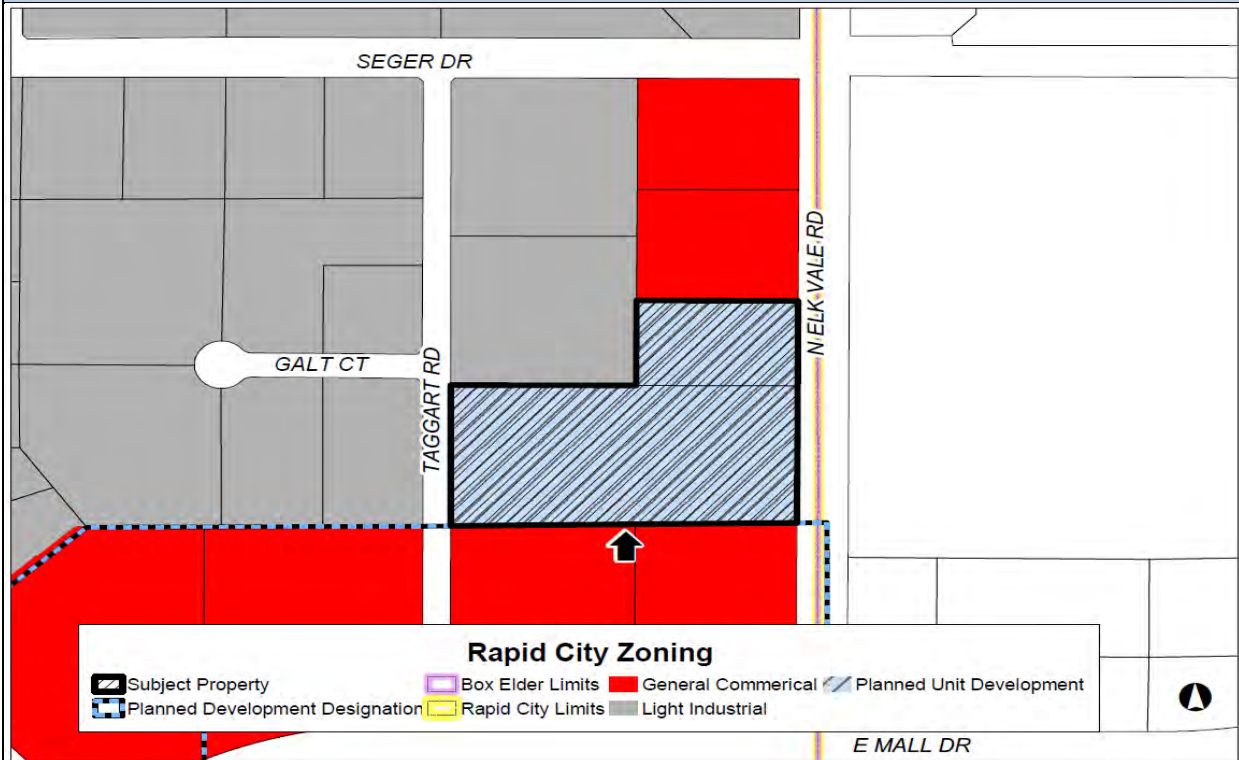 SEGER DR
N ELK VALE RD
GALT CT
TAGGART RD
Rapid City Zoning
Subject Property
Box Elder Limits
General Commerical
Planned Unit Development
Planned Development Designation
Rapid City Limits
Light Industrial
E MALL DR